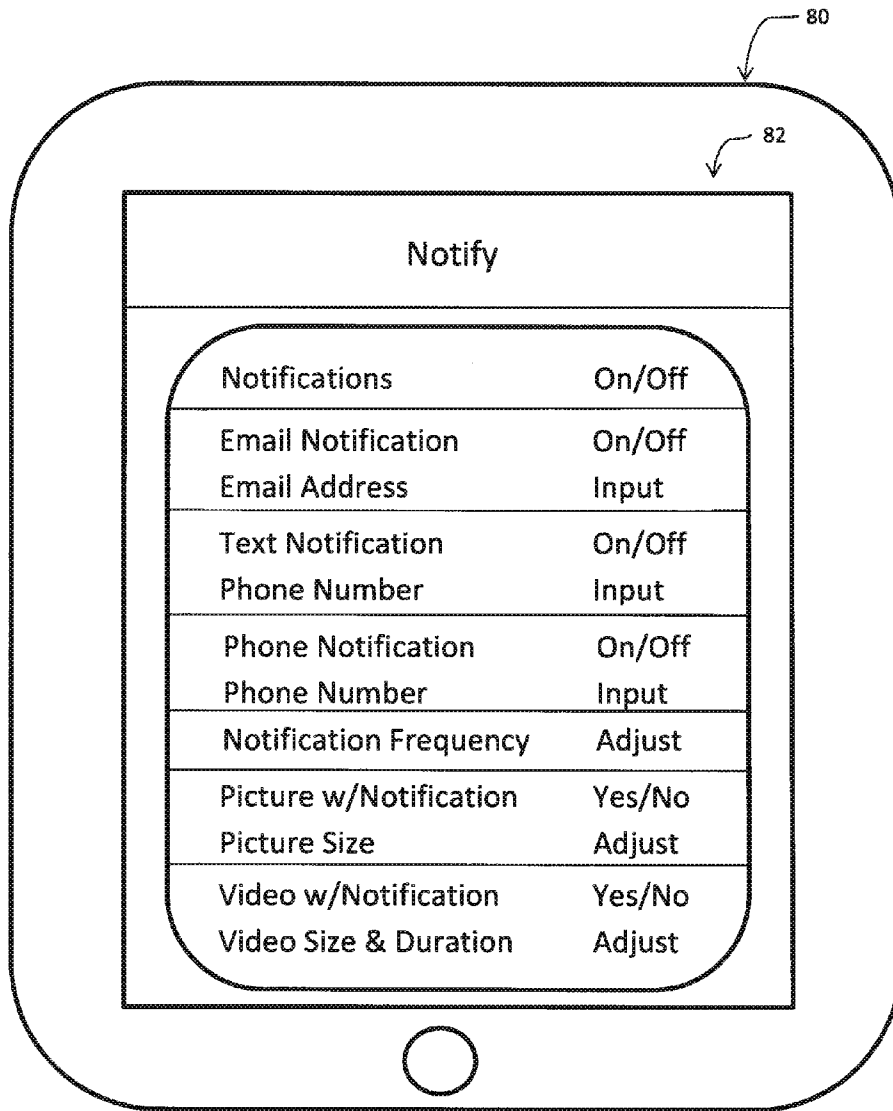 80
82
Notify
Notifications On/Off
Email Notification On/Off
Email Address Input
Text Notification On/Off
Phone Number Input
Phone Notification On/Off
Phone Number Input
Notification Frequency Adjust
Picture w/Notification Yes/No
Picture Size Adjust
Video w/Notification Yes/No
Video Size & Duration Adjust